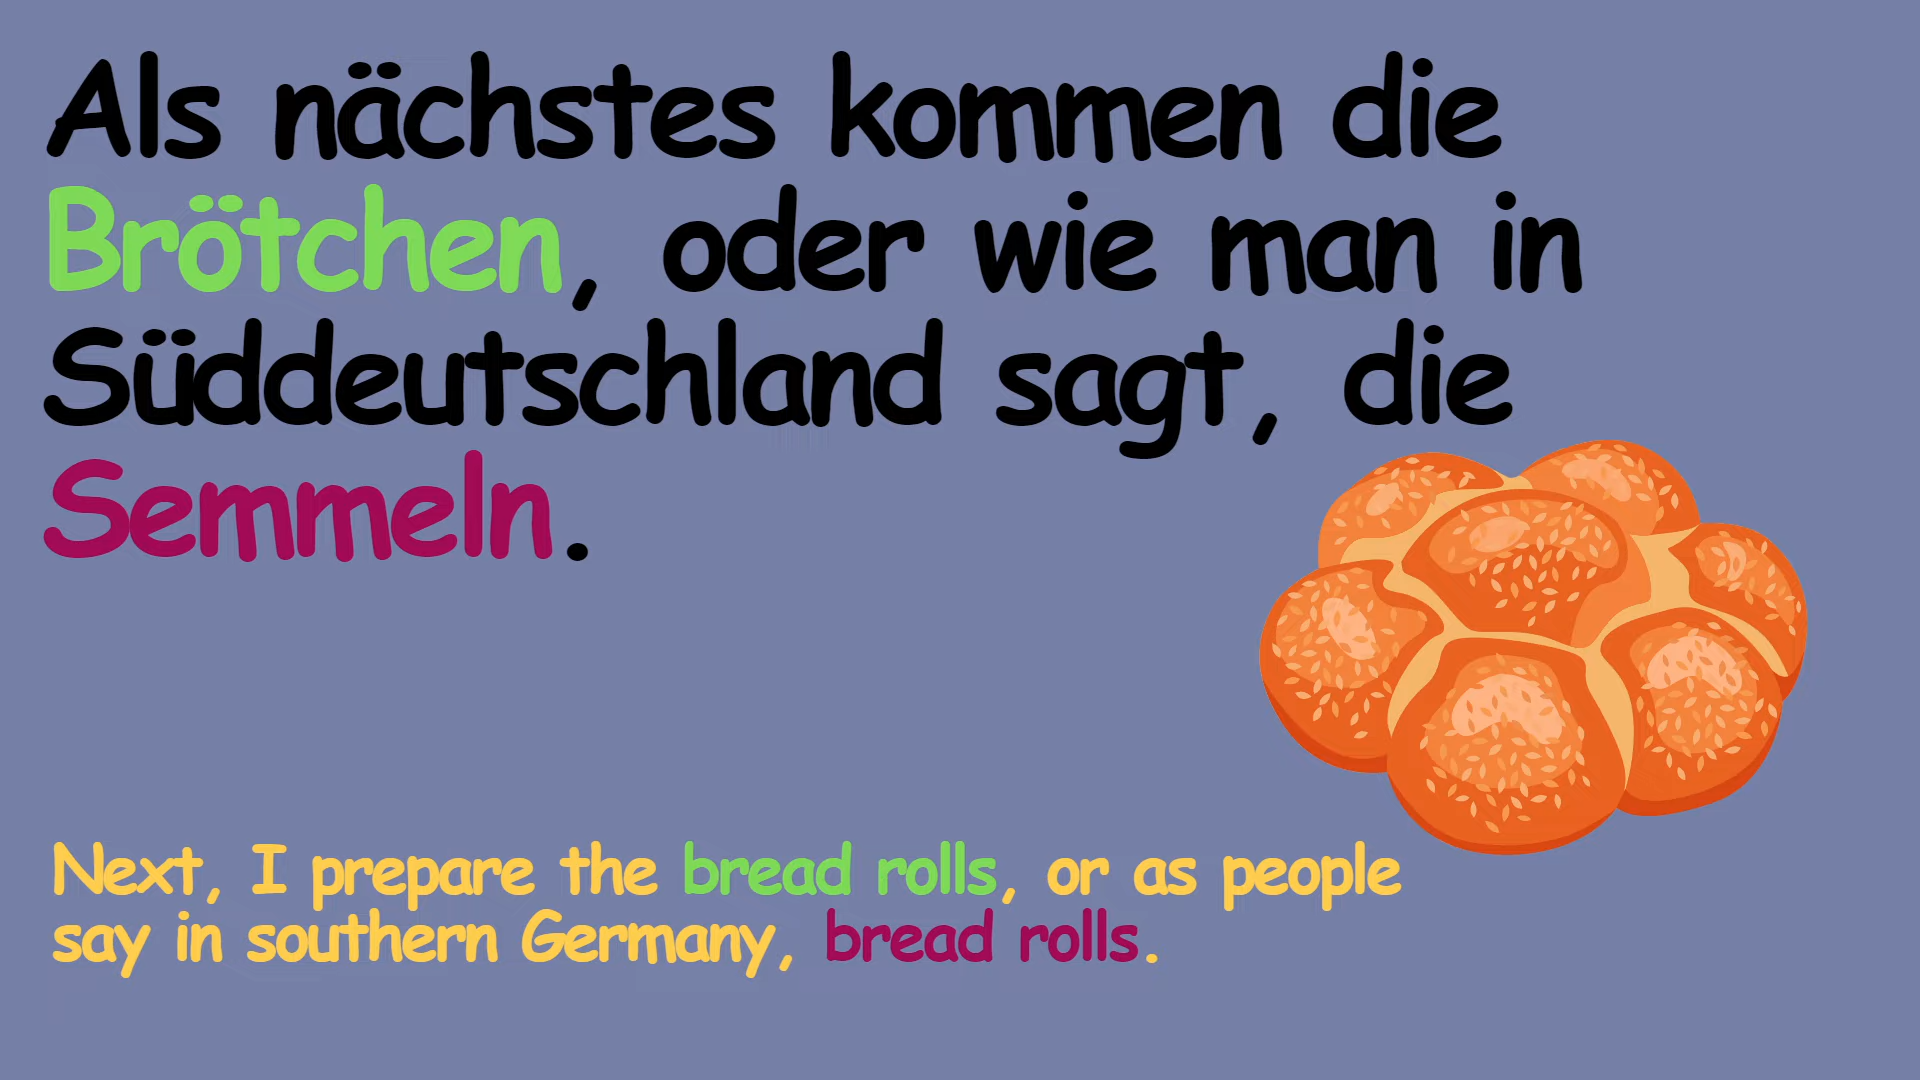 Als nächstes kommen die
Brötchen, oder wie man in
Süddeutschland sagt, die
Semmeln.
Next, I prepare the bread rolls, or as people
say in southern Germany, bread rolls.